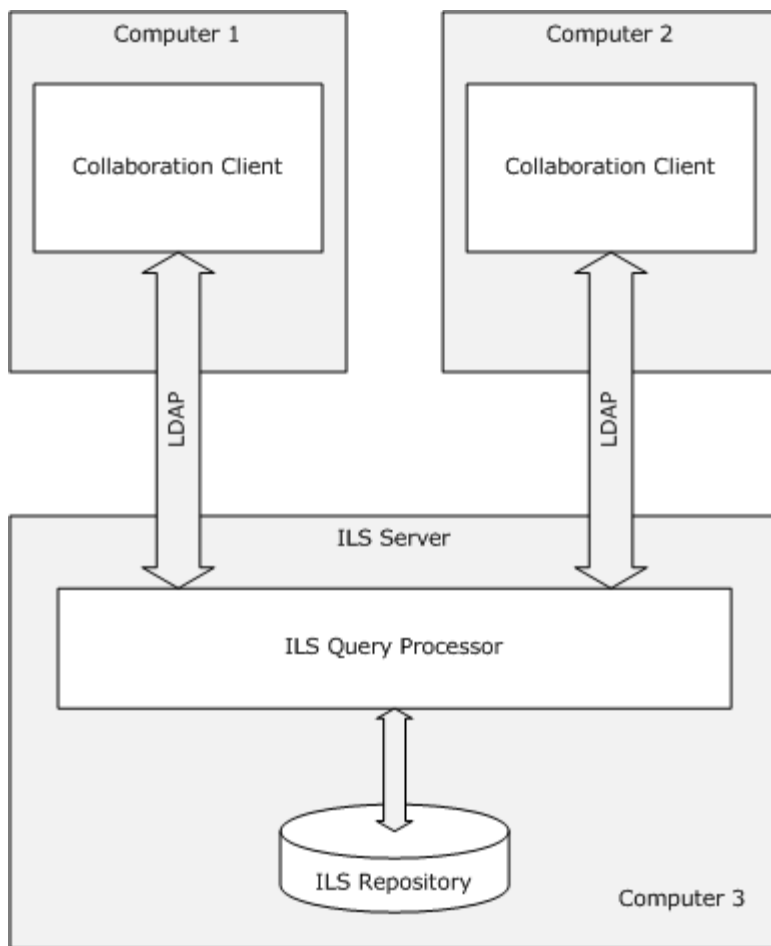 Computer 1
Computer 2
Collaboration Client
Collaboration Client
LDAP
LDAP
ILS Server
ILS Query Processor
ILS Repository
Computer 3